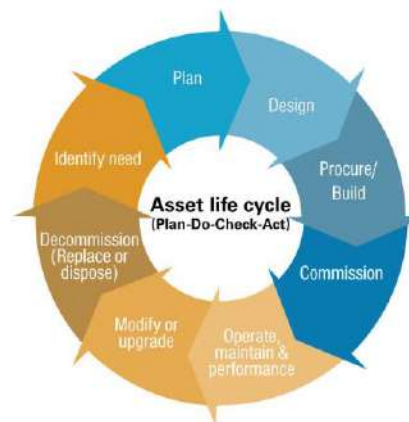 Plan
Design
Procure/
Build
Commission
Operate,
maintain &
performance
Modify or
upgrade
Decommission
(Replace or
dispose)
Identify need
Asset life cycle
(Plan-Do-Check-Act)